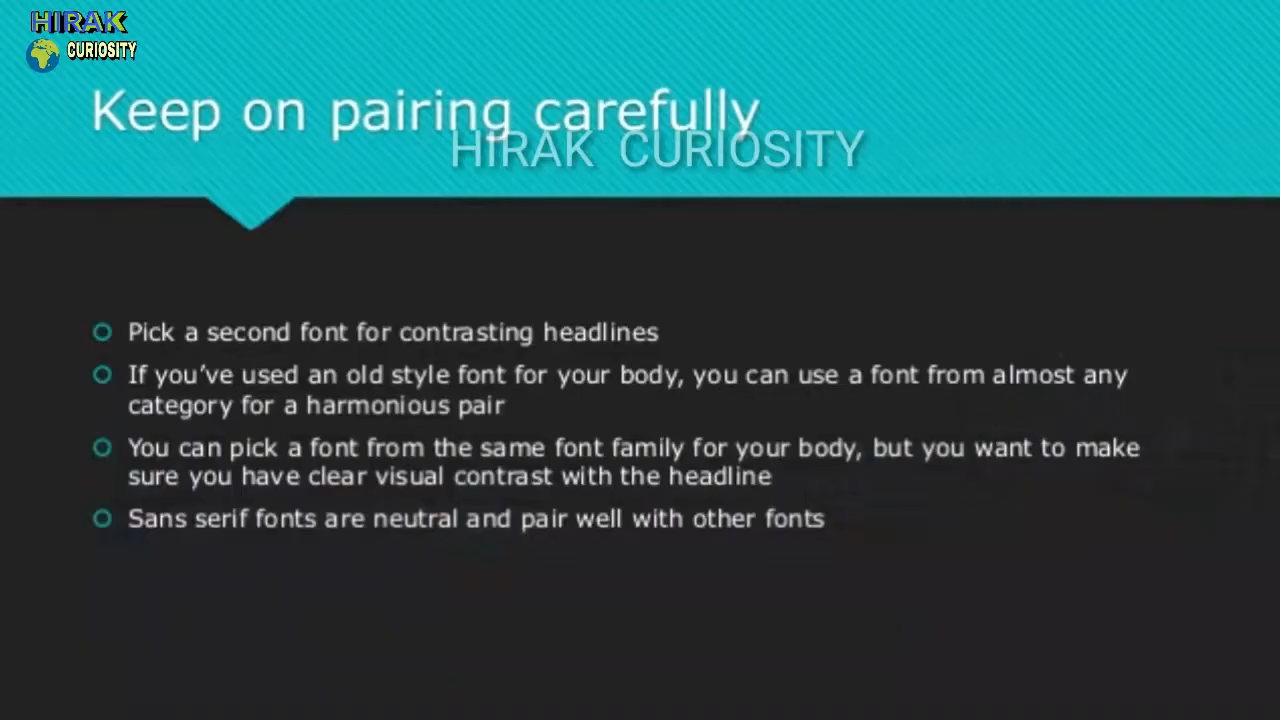 HIRAK
CURIOSITY
Keep on pairing carefully
HIRAK CURIOSITY
Pick a second font for contrasting headlines
If you’ve used an old style font for your body, you can use a font from almost any
category for a harmonious pair
You can pick a font from the same font family for your body, but you want to make
sure you have clear visual contrast with the headline
Sans serif fonts are neutral and pair well with other fonts